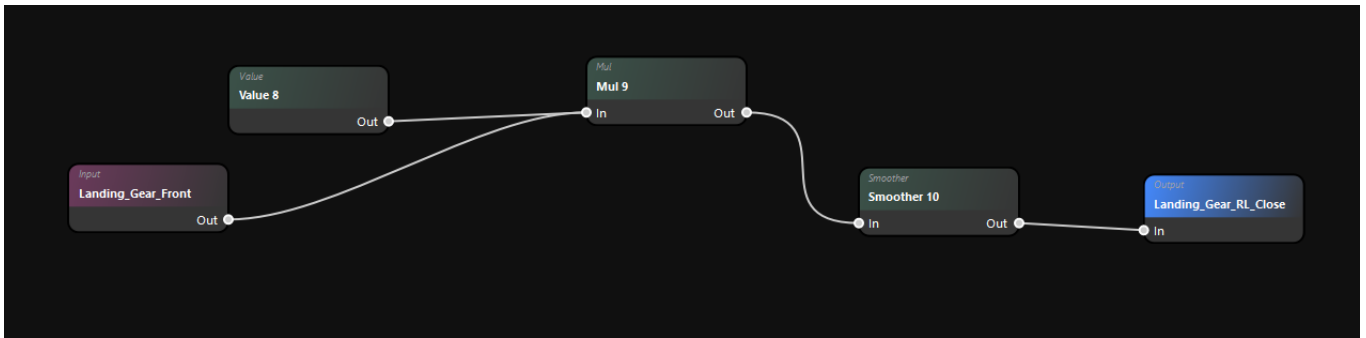 Value
Value 8
Out
Mul
Mul 9
In Out
Input
Landing_Gear_Front
Out
Smoother
Smoother 10
In Out
Output
Landing_Gear_RL_Close
In